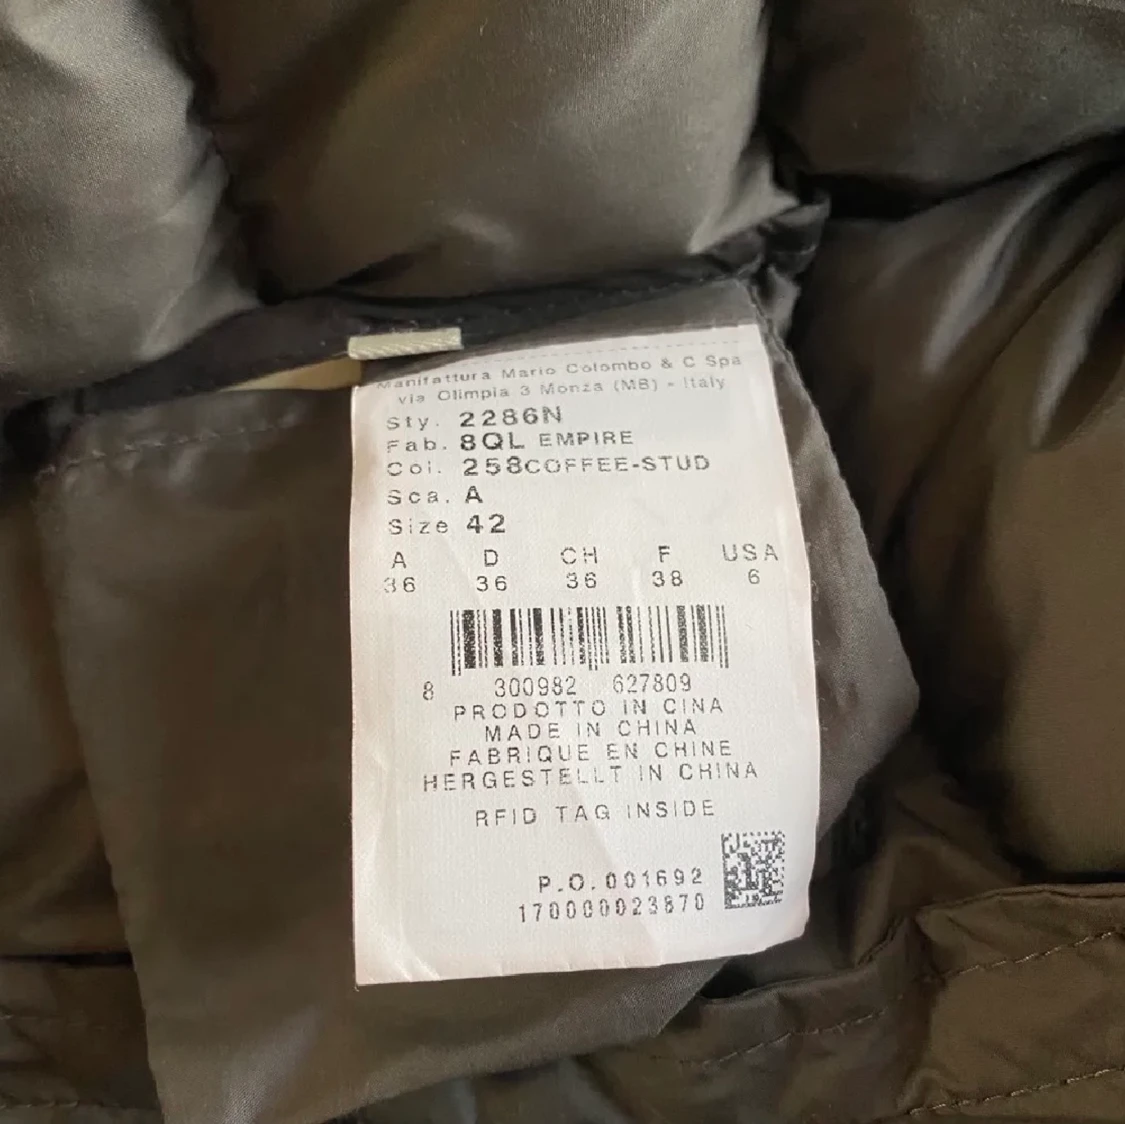 Manifattura Mario Colombo & C Spa
via Olimpia 3 Monza (MB) - Italy
Sty. 2286N
Fab. 8QL EMPIRE
Col. 258COFFEE-STUD
Sca. A
Size 42
A D CH F USA
36 36 36 38 6
8 300982 627809
PRODOTTO IN CINA
MADE IN CHINA
FABRIQUE EN CHINE
HERGESTELLT IN CHINA
RFID TAG INSIDE
P.O.001692
170000023870